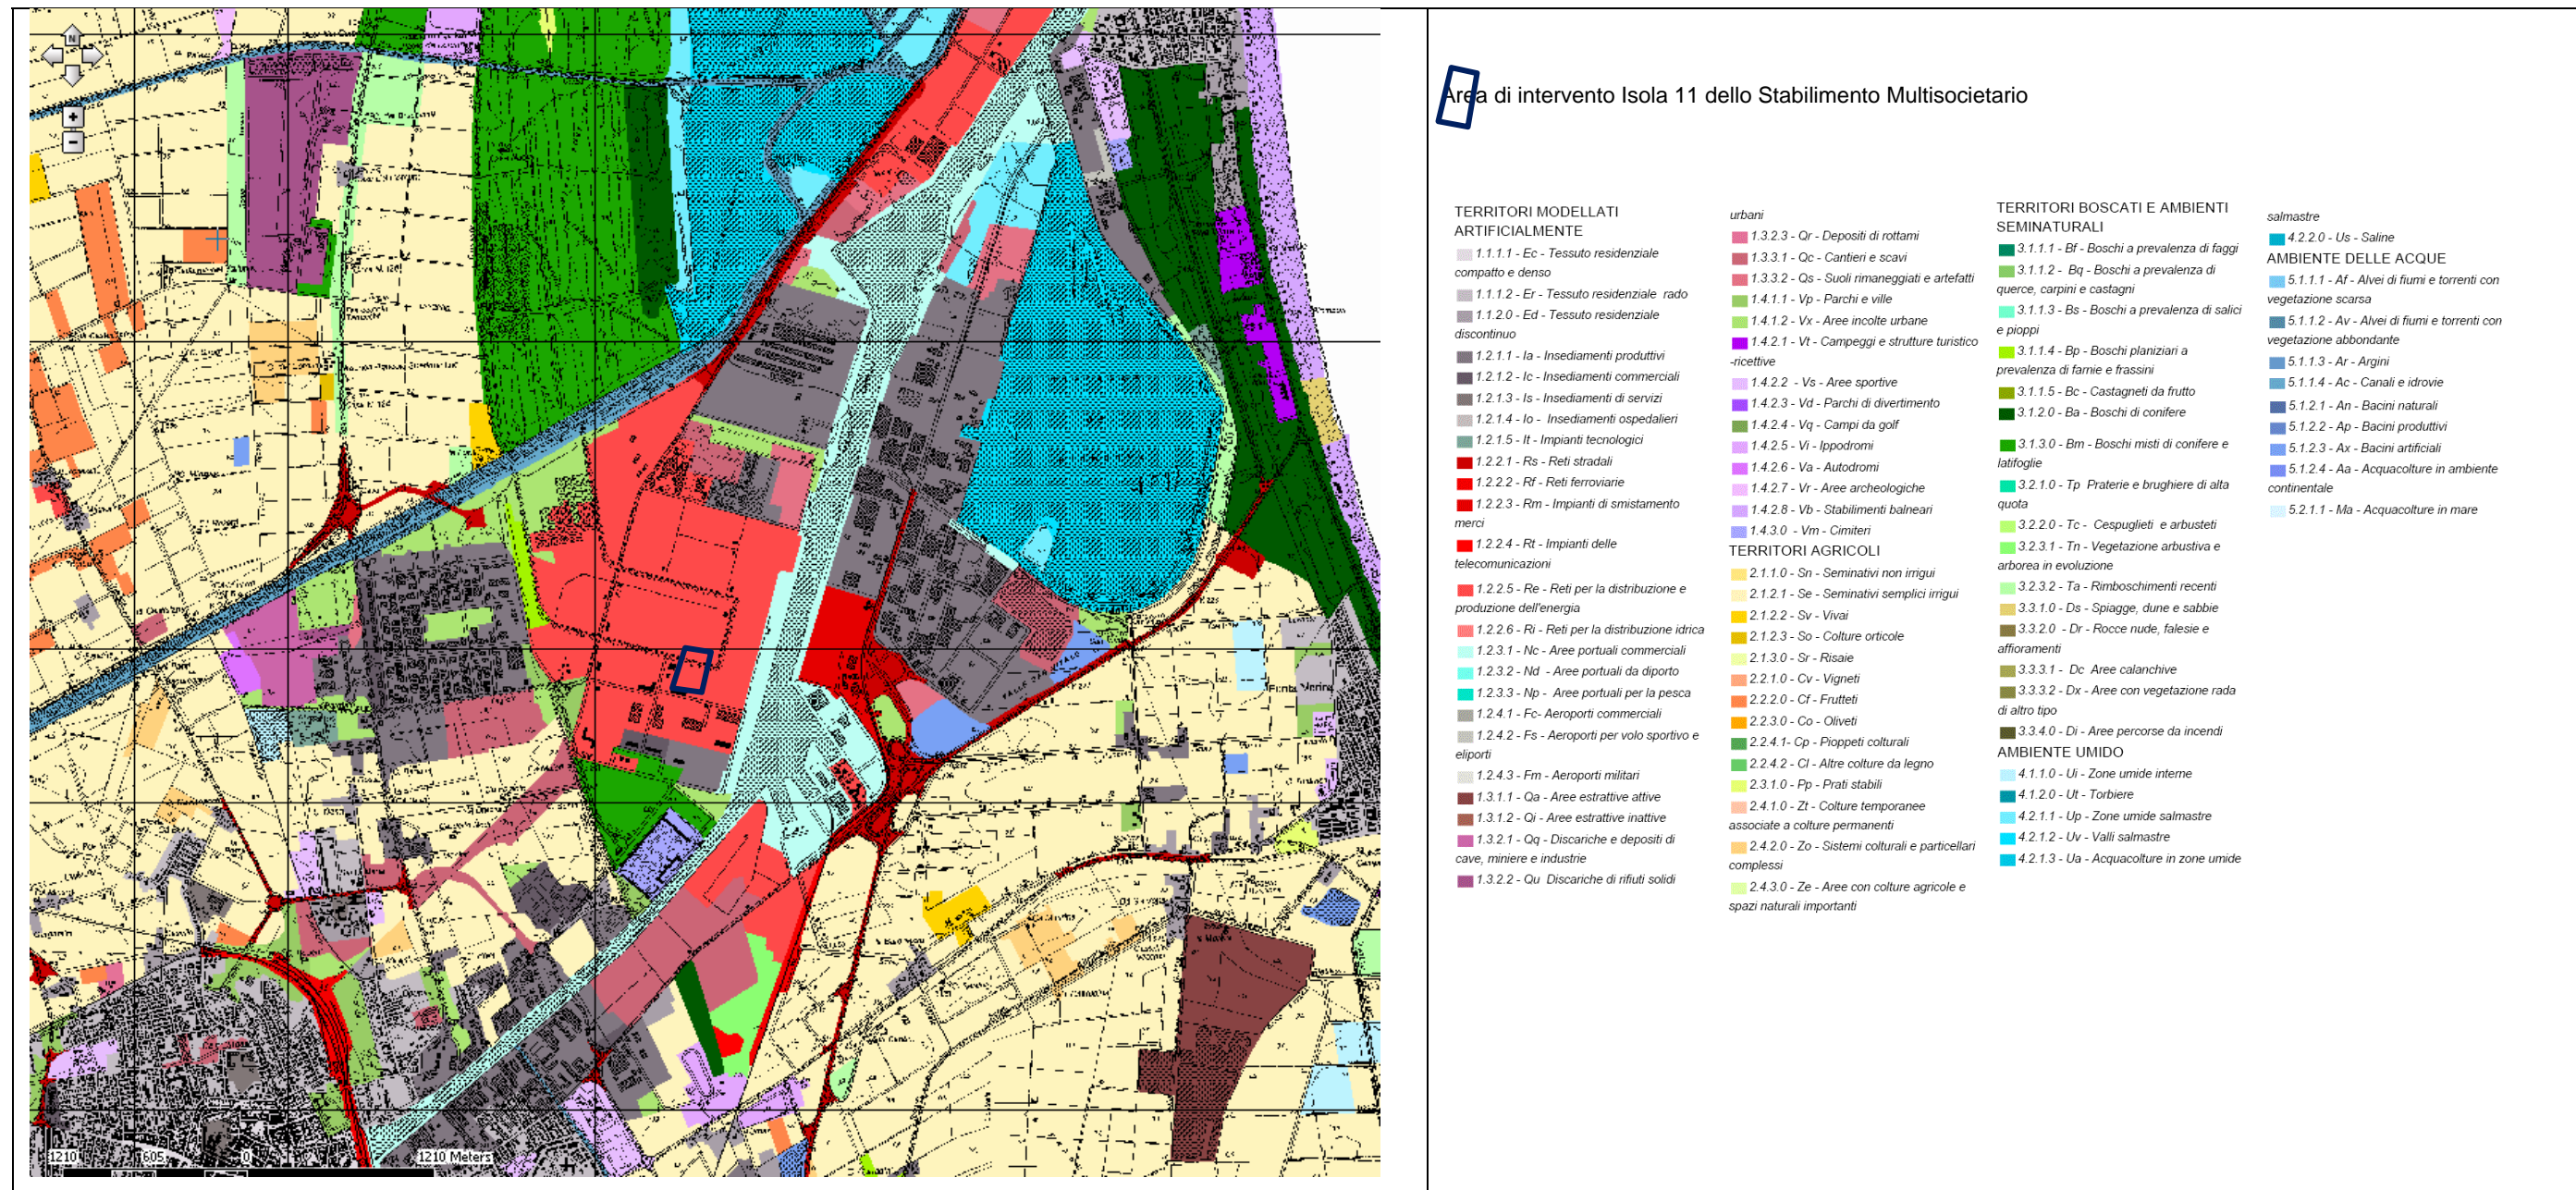 N
Area di intervento Isola 11 dello Stabilimento Multisocietario
TERRITORI MODELLATI
ARTIFICIALMENTE
1.1.1.1 - Ec - Tessuto residenziale
compatto e denso
1.1.1.2 - Er - Tessuto residenziale rado
1.1.2.0 - Ed - Tessuto residenziale
discontinuo
1.2.1.1 - Ia - Insediamenti produttivi
1.2.1.2 - Ic - Insediamenti commerciali
1.2.1.3 - Is - Insediamenti di servizi
1.2.1.4 - Io - Insediamenti ospedalieri
1.2.1.5 - It - Impianti tecnologici
1.2.2.1 - Rs - Reti stradali
1.2.2.2 - Rf - Reti ferroviarie
1.2.2.3 - Rm - Impianti di smistamento
merci
1.2.2.4 - Rt - Impianti delle
telecomunicazioni
1.2.2.5 - Re - Reti per la distribuzione e
produzione dell'energia
1.2.2.6 - Ri - Reti per la distribuzione idrica
1.2.3.1 - Nc - Aree portuali commerciali
1.2.3.2 - Nd - Aree portuali da diporto
1.2.3.3 - Np - Aree portuali per la pesca
1.2.4.1 - Fc- Aeroporti commerciali
1.2.4.2 - Fs - Aeroporti per volo sportivo e
eliporti
1.2.4.3 - Fm - Aeroporti militari
1.3.1.1 - Qa - Aree estrattive attive
1.3.1.2 - Qi - Aree estrattive inattive
1.3.2.1 - Qq - Discariche e depositi di
cave, miniere e industrie
1.3.2.2 - Qu Discariche di rifiuti solidi
urbani
1.3.2.3 - Qr - Depositi di rottami
1.3.3.1 - Qc - Cantieri e scavi
1.3.3.2 - Qs - Suoli rimaneggiati e artefatti
1.4.1.1 - Vp - Parchi e ville
1.4.1.2 - Vx - Aree incolte urbane
1.4.2.1 - Vt - Campeggi e strutture turistico
-ricettive
1.4.2.2 - Vs - Aree sportive
1.4.2.3 - Vd - Parchi di divertimento
1.4.2.4 - Vq - Campi da golf
1.4.2.5 - Vi - Ippodromi
1.4.2.6 - Va - Autodromi
1.4.2.7 - Vr - Aree archeologiche
1.4.2.8 - Vb - Stabilimenti balneari
1.4.3.0 - Vm - Cimiteri
TERRITORI AGRICOLI
2.1.1.0 - Sn - Seminativi non irrigui
2.1.2.1 - Se - Seminativi semplici irrigui
2.1.2.2 - Sv - Vivai
2.1.2.3 - So - Colture orticole
2.1.3.0 - Sr - Risaie
2.2.1.0 - Cv - Vigneti
2.2.2.0 - Cf - Frutteti
2.2.3.0 - Co - Oliveti
2.2.4.1- Cp - Pioppeti colturali
2.2.4.2 - Cl - Altre colture da legno
2.3.1.0 - Pp - Prati stabili
2.4.1.0 - Zt - Colture temporanee
associate a colture permanenti
2.4.2.0 - Zo - Sistemi colturali e particellari
complessi
2.4.3.0 - Ze - Aree con colture agricole e
spazi naturali importanti
TERRITORI BOSCATI E AMBIENTI
SEMINATURALI
3.1.1.1 - Bf - Boschi a prevalenza di faggi
3.1.1.2 - Bq - Boschi a prevalenza di
querce, carpini e castagni
3.1.1.3 - Bs - Boschi a prevalenza di salici
e pioppi
3.1.1.4 - Bp - Boschi planiziari a
prevalenza di farnie e frassini
3.1.1.5 - Bc - Castagneti da frutto
3.1.2.0 - Ba - Boschi di conifere
3.1.3.0 - Bm - Boschi misti di conifere e
latifoglie
3.2.1.0 - Tp Praterie e brughiere di alta
quota
3.2.2.0 - Tc - Cespuglieti e arbusteti
3.2.3.1 - Tn - Vegetazione arbustiva e
arborea in evoluzione
3.2.3.2 - Ta - Rimboschimenti recenti
3.3.1.0 - Ds - Spiagge, dune e sabbie
3.3.2.0 - Dr - Rocce nude, falesie e
affioramenti
3.3.3.1 - Dc Aree calanchive
3.3.3.2 - Dx - Aree con vegetazione rada
di altro tipo
3.3.4.0 - Di - Aree percorse da incendi
AMBIENTE UMIDO
4.1.1.0 - Ui - Zone umide interne
4.1.2.0 - Ut - Torbiere
4.2.1.1 - Up - Zone umide salmastre
4.2.1.2 - Uv - Valli salmastre
4.2.1.3 - Ua - Acquacolture in zone umide
salmastre
4.2.2.0 - Us - Saline
AMBIENTE DELLE ACQUE
5.1.1.1 - Af - Alvei di fiumi e torrenti con
vegetazione scarsa
5.1.1.2 - Av - Alvei di fiumi e torrenti con
vegetazione abbondante
5.1.1.3 - Ar - Argini
5.1.1.4 - Ac - Canali e idrovie
5.1.2.1 - An - Bacini naturali
5.1.2.2 - Ap - Bacini produttivi
5.1.2.3 - Ax - Bacini artificiali
5.1.2.4 - Aa - Acquacolture in ambiente
continentale
5.2.1.1 - Ma - Acquacolture in mare
1210 605 0 1210 Meters